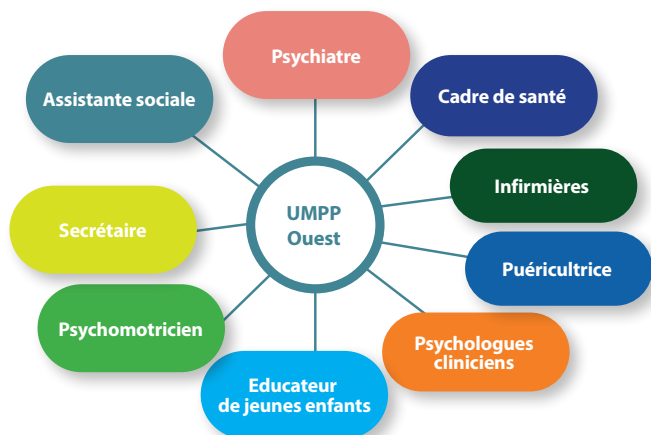 Psychiatre
Assistante sociale
Cadre de santé
Infirmières
UMPP
Ouest
Secrétaire
Puéricultrice
Psychomotricien
Psychologues
cliniciens
Educateur
de jeunes enfants